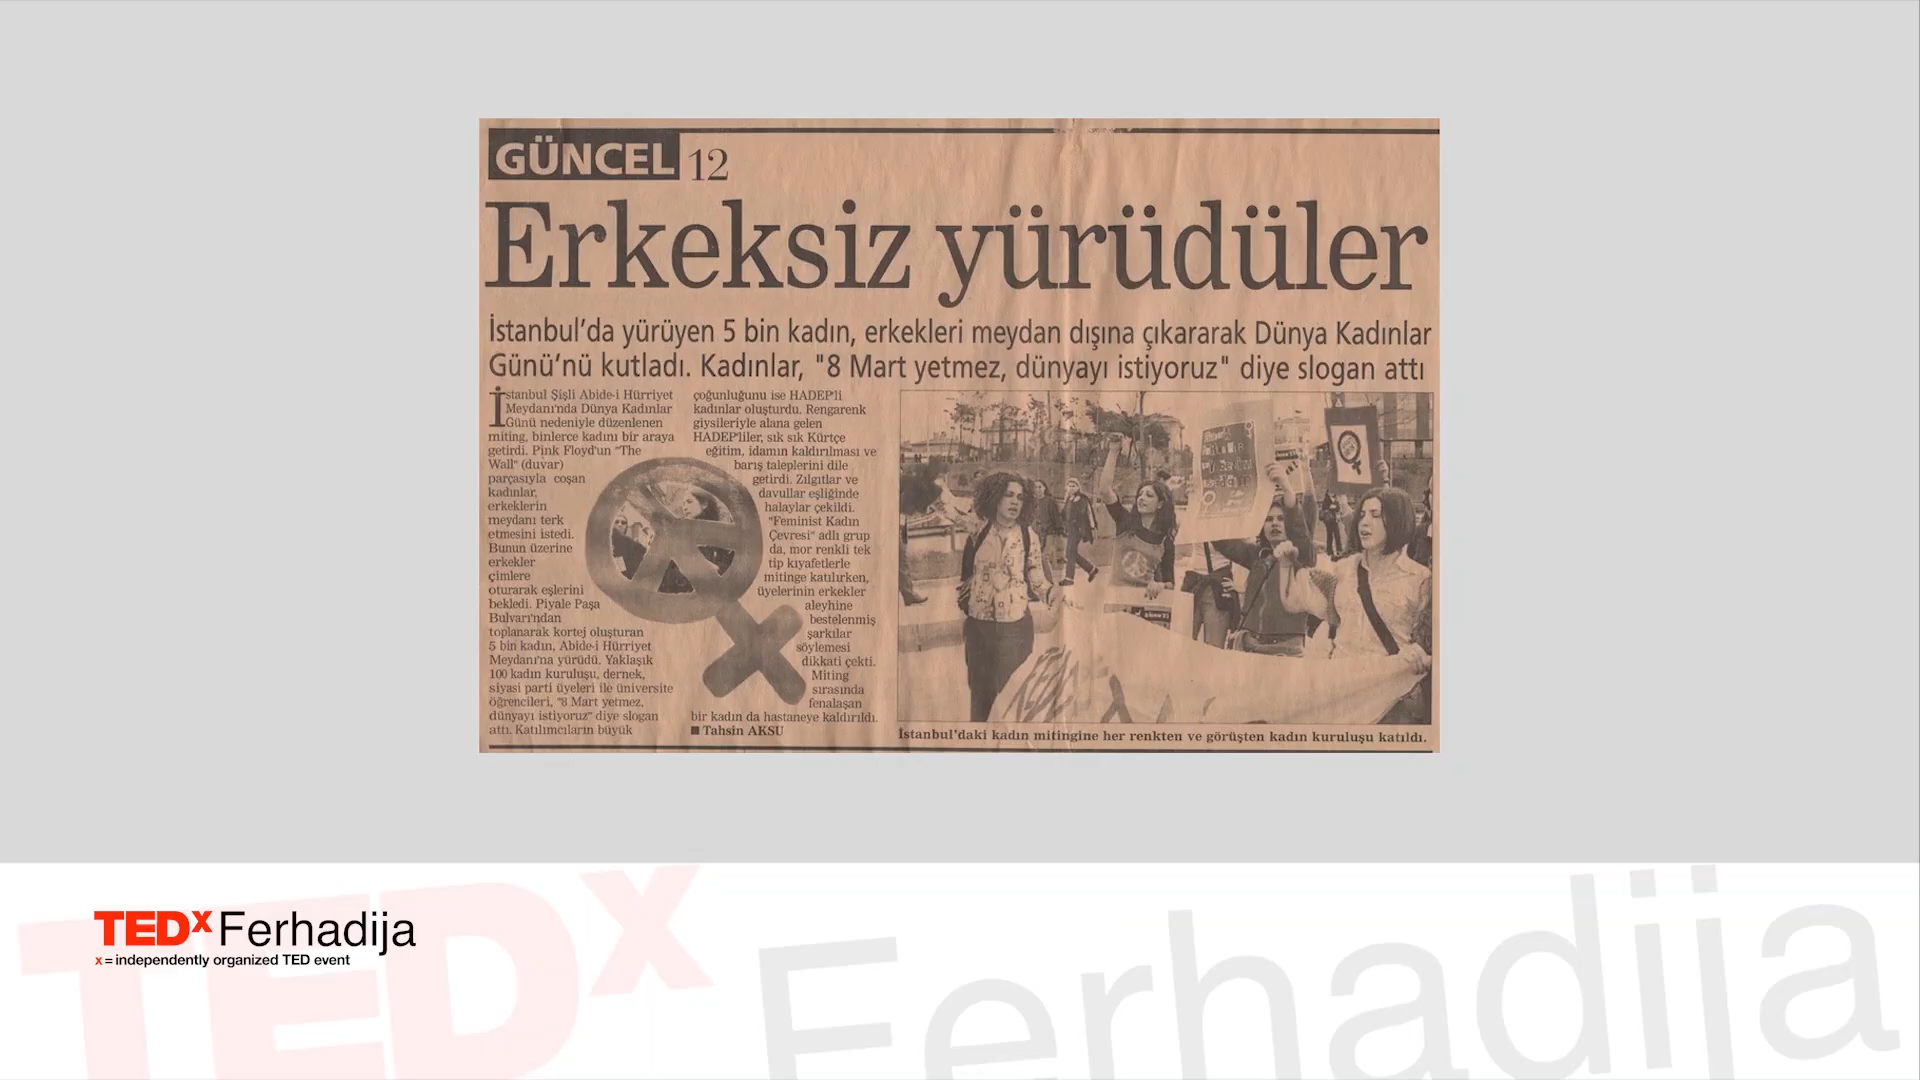 GÜNCEL 12
Erkeksiz yürüdüler
İstanbul'da yürüyen 5 bin kadın, erkekleri meydan dışına çıkararak Dünya Kadınlar
Günü'nü kutladı. Kadınlar, "8 Mart yetmez, dünyayı istiyoruz" diye slogan attı
İstanbul Şişli Abide-i Hürriyet
Meydanı'nda Dünya Kadınlar
Günü nedeniyle düzenlenen
miting, binlerce kadını bir araya
getirdi. Pink Floyd'un "The
Wall" (duvar)
parçasıyla coşan
kadınlar,
erkeklerin
meydanı terk
etmesini istedi.
Bunun üzerine
erkekler
çimlere
oturarak eşlerini
bekledi. Piyale Paşa
Bulvarı'ndan
toplanarak kortej oluşturan
5 bin kadın, Abide-i Hürriyet
Meydanı'na yürüdü. Yaklaşık
100 kadın kuruluşu, dernek,
siyasi parti üyeleri ile üniversite
öğrencileri, "8 Mart yetmez,
dünyayı istiyoruz" diye slogan
attı. Katılımcıların büyük
çoğunluğunu ise HADEP'li
kadınlar oluşturdu. Rengarenk
giysileriyle alana gelen
HADEP'liler, sık sık Kürtçe
eğitim, idamın kaldırılması ve
barış taleplerini dile
getirdi. Zılgıtlar ve
davullar eşliğinde
halaylar çekildi.
"Feminist Kadın
Çevresi" adlı grup
da, mor renkli tek
tip kıyafetlerle
mitinge katılırken,
üyelerinin erkekler
aleyhine
bestelenmiş
şarkılar
söylemesi
dikkati çekti.
Miting
sırasında
fenalaşan
bir kadın da hastaneye kaldırıldı.
■ Tahsin AKSU
İstanbul'daki kadın mitingine her renkten ve görüşten kadın kuruluşu katıldı.
TEDx Ferhadija
x = independently organized TED event
TEDx Ferhadija